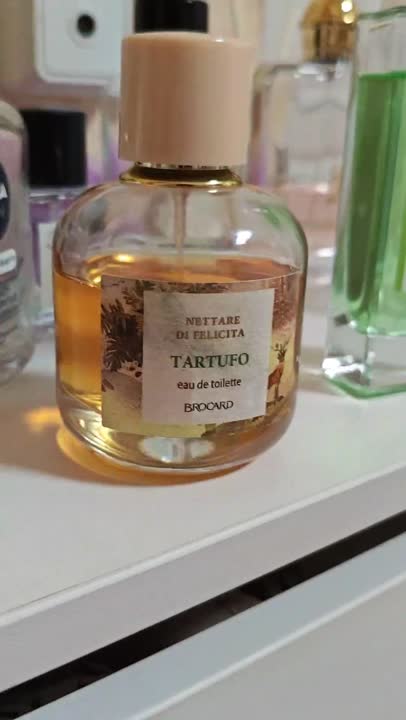 NETTARE
DI FELICITA
TARTUFO
eau de toilette
BROCARD